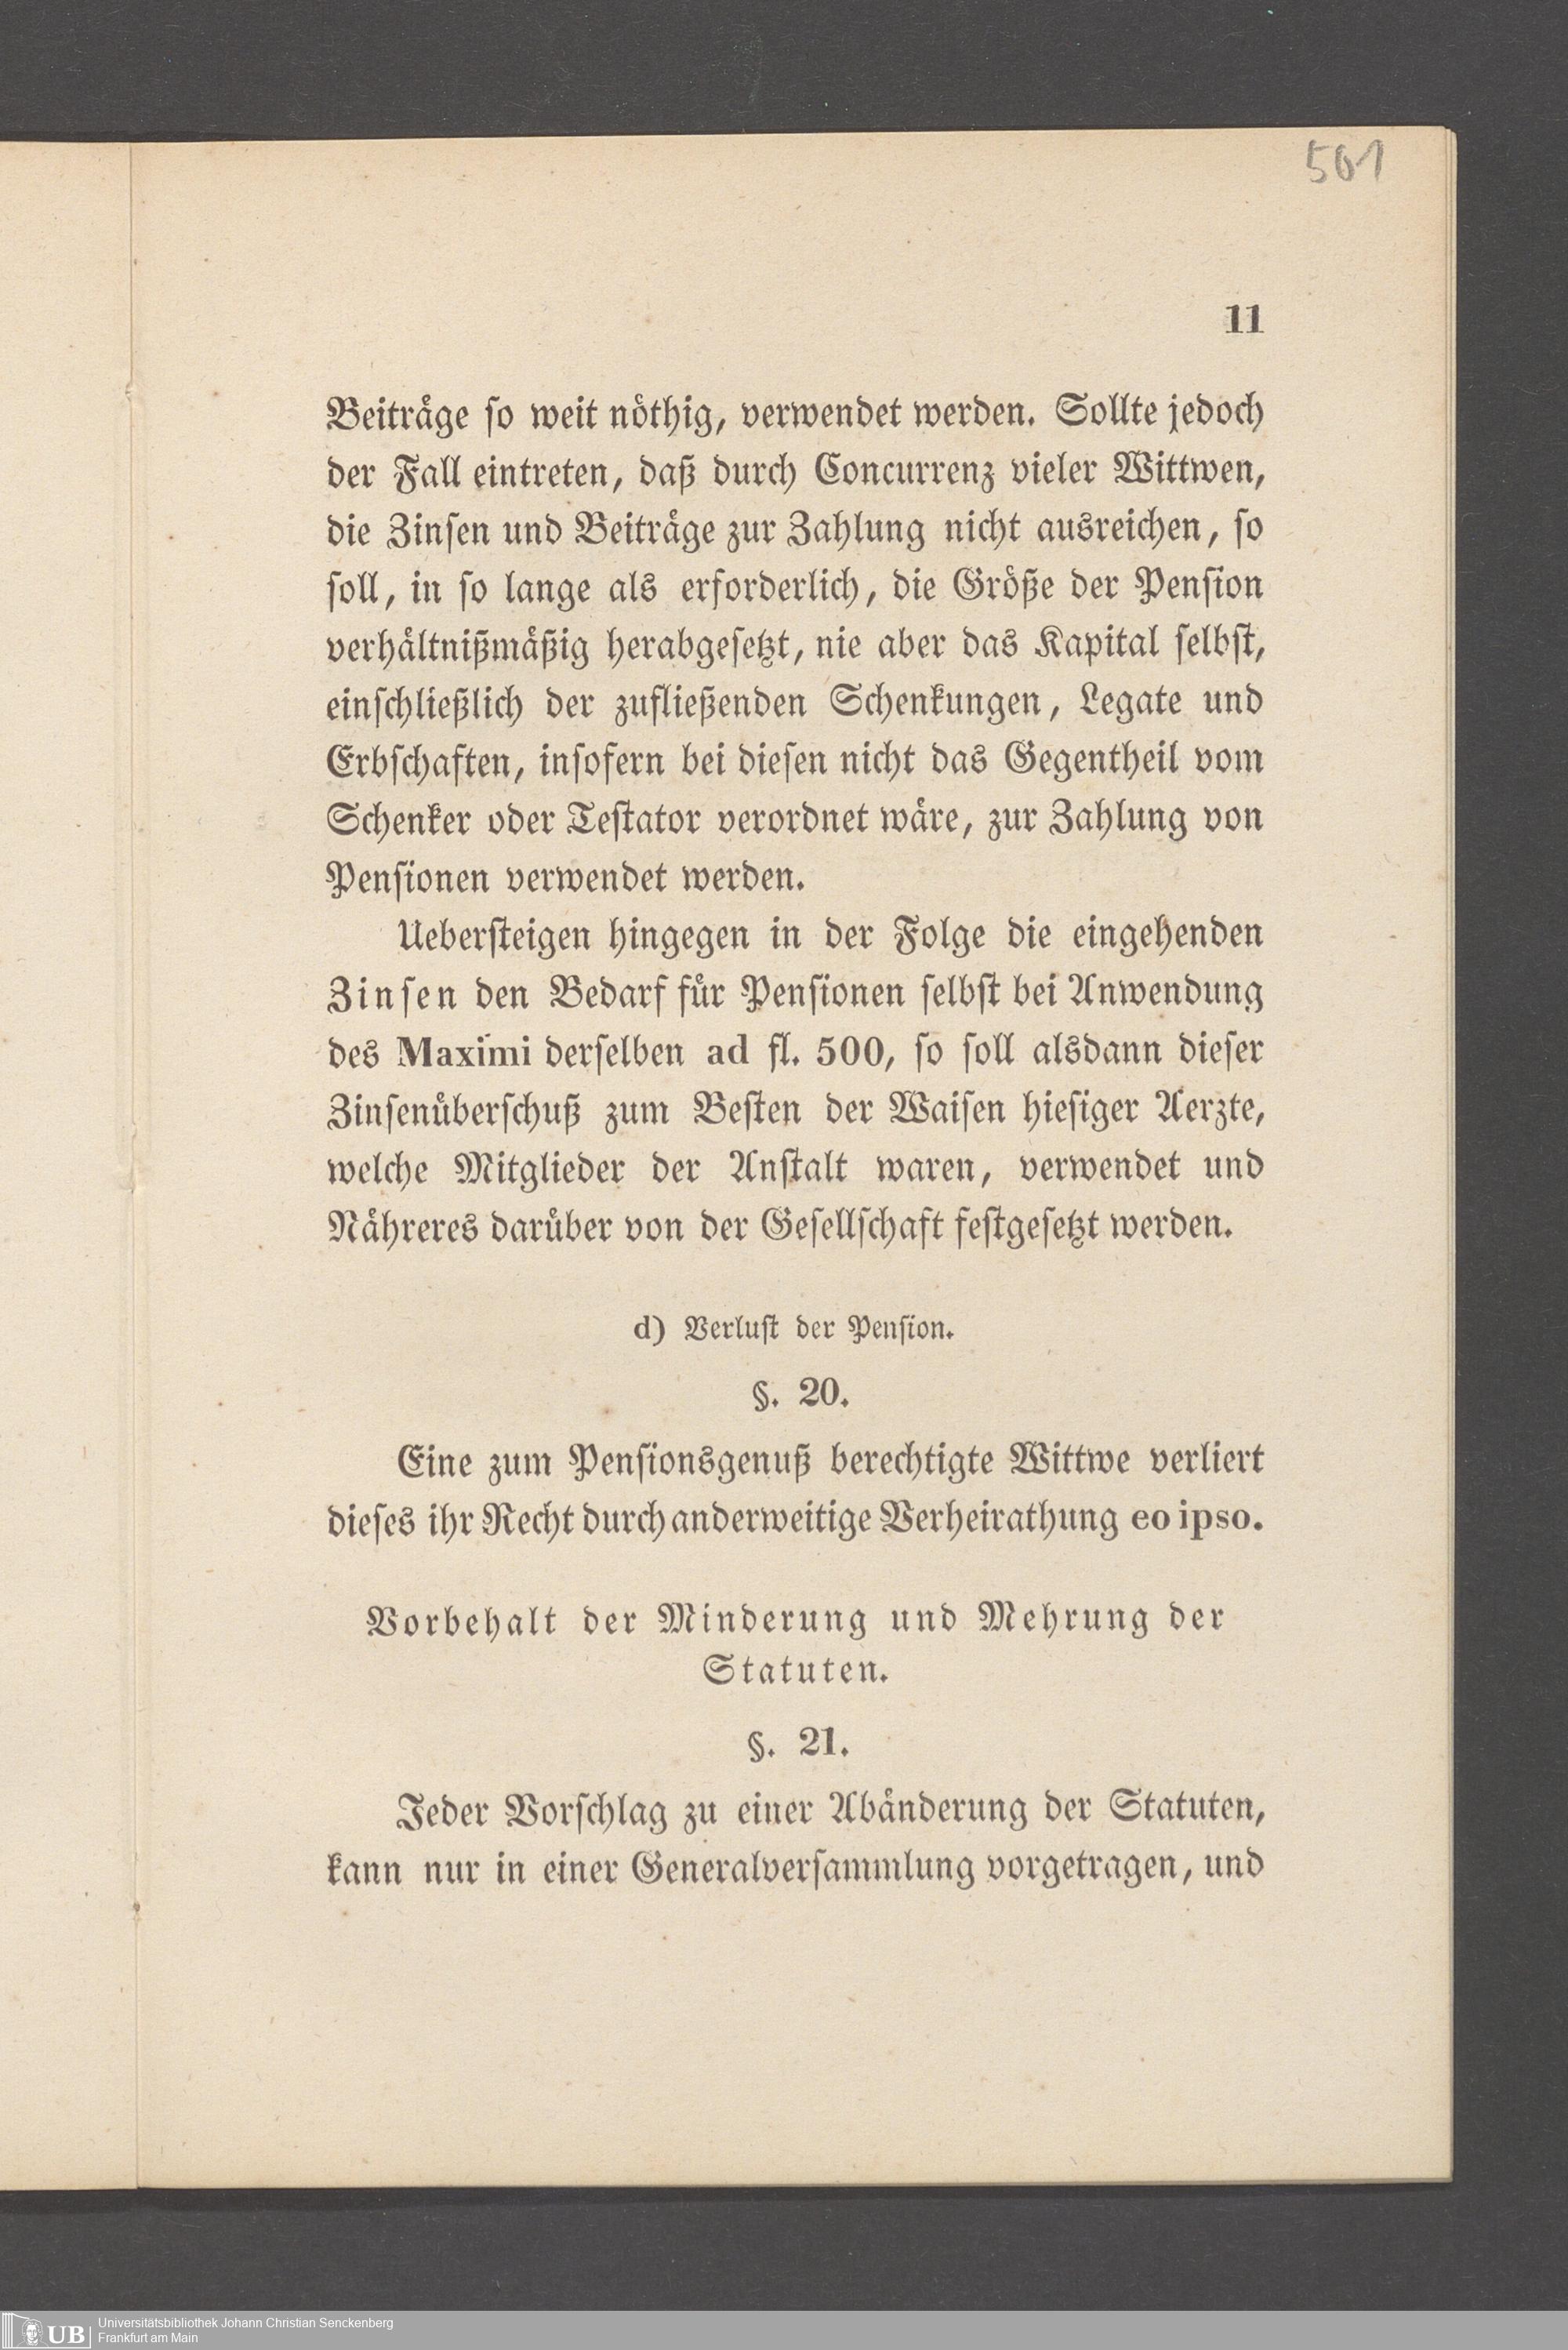 501
11
Beiträge so weit nöthig, verwendet werden. Sollte jedoch
der Fall eintreten, daß durch Concurrenz vieler Wittwen,
die Zinsen und Beiträge zur Zahlung nicht ausreichen, so
soll, in so lange als erforderlich, die Größe der Pension
verhältnißmäßig herabgesetzt, nie aber das Kapital selbst,
einschließlich der zufließenden Schenkungen, Legate und
Erbschaften, insofern bei diesen nicht das Gegentheil vom
Schenker oder Testator verordnet wäre, zur Zahlung von
Pensionen verwendet werden.
Uebersteigen hingegen in der Folge die eingehenden
Zinsen den Bedarf für Pensionen selbst bei Anwendung
des Maximi derselben ad fl. 500, so soll alsdann dieser
Zinsenüberschuß zum Besten der Waisen hiesiger Aerzte,
welche Mitglieder der Anstalt waren, verwendet und
Nähreres darüber von der Gesellschaft festgesetzt werden.
d) Verlust der Pension.
§. 20.
Eine zum Pensionsgenuß berechtigte Wittwe verliert
dieses ihr Recht durch anderweitige Verheirathung eo ipso.
Vorbehalt der Minderung und Mehrung der
Statuten.
§. 21.
Jeder Vorschlag zu einer Abänderung der Statuten,
kann nur in einer Generalversammlung vorgetragen, und
UB
Universitätsbibliothek Johann Christian Senckenberg
Frankfurt am Main